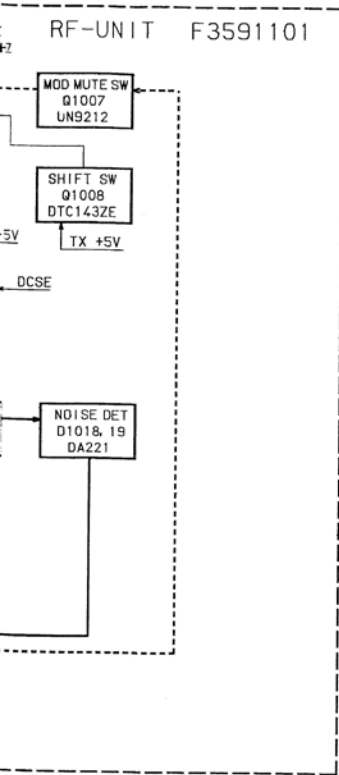 RF-UNIT F3591101
MOD MUTE SW
Q1007
UN9212
SHIFT SW
Q1008
DTC143ZE
TX +5V
DCSE
NOISE DET
D1018, 19
DA221